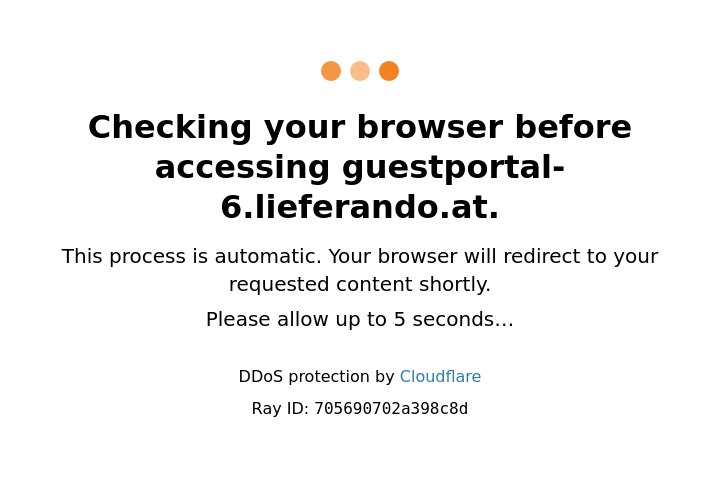 Checking your browser before
accessing guestportal-
6.lieferando.at.
This process is automatic. Your browser will redirect to your
requested content shortly.
Please allow up to 5 seconds…
DDoS protection by Cloudflare
Ray ID: 705690702a398c8d